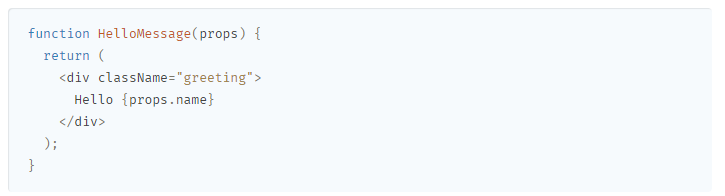 function HelloMessage(props) {
  return (
    <div className="greeting">
      Hello {props.name}
    </div>
  );
}